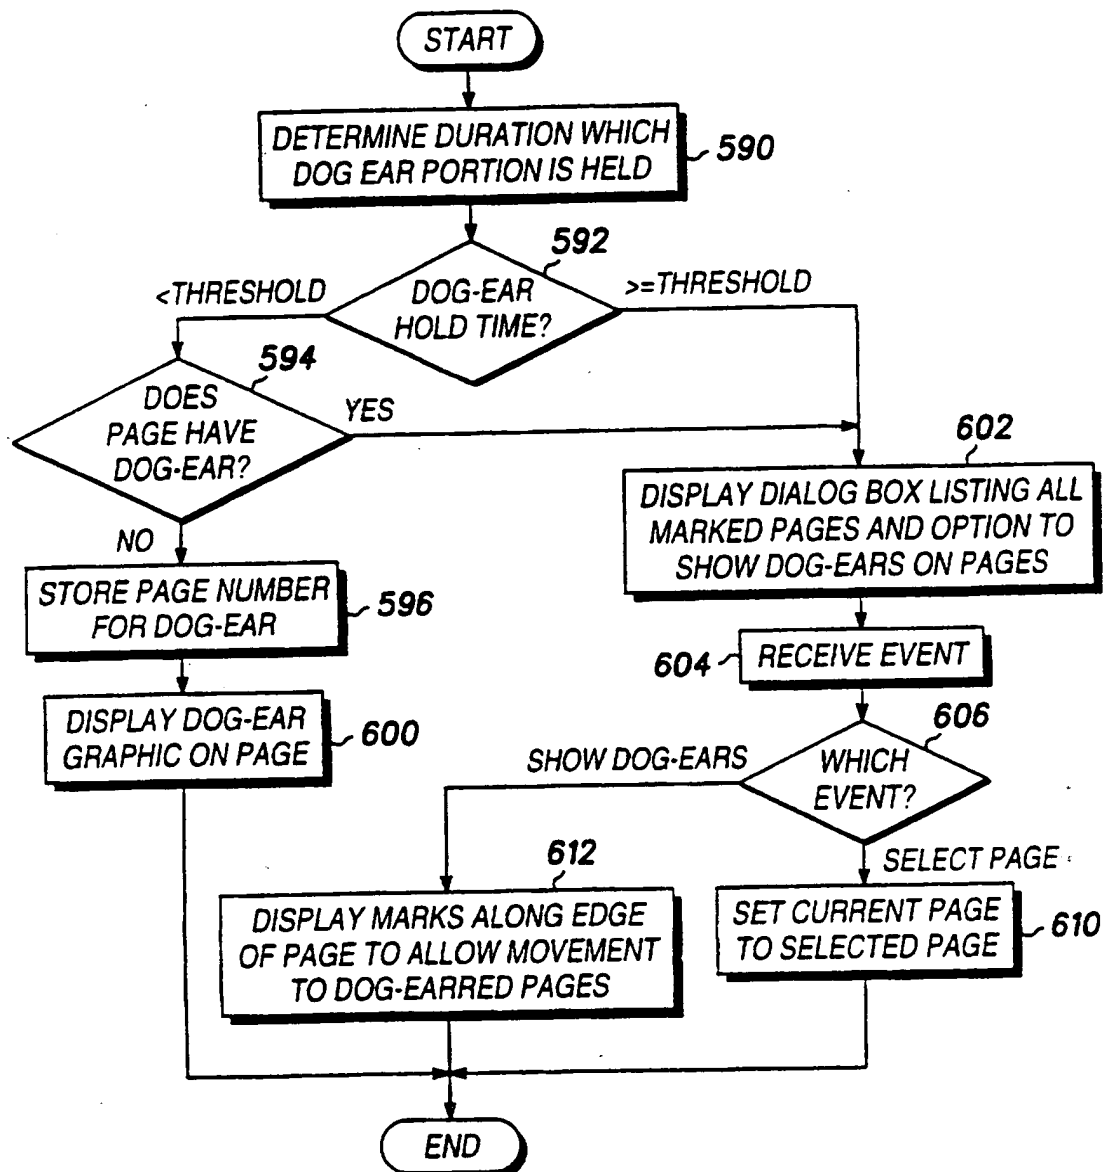 START
DETERMINE DURATION WHICH
DOG EAR PORTION IS HELD
590
592
DOG-EAR
HOLD TIME?
<THRESHOLD
>=THRESHOLD
594
DOES
PAGE HAVE
DOG-EAR?
YES
NO
STORE PAGE NUMBER
FOR DOG-EAR
596
DISPLAY DOG-EAR
GRAPHIC ON PAGE
600
602
DISPLAY DIALOG BOX LISTING ALL
MARKED PAGES AND OPTION TO
SHOW DOG-EARS ON PAGES
604
RECEIVE EVENT
606
WHICH
EVENT?
SHOW DOG-EARS
SELECT PAGE
612
DISPLAY MARKS ALONG EDGE
OF PAGE TO ALLOW MOVEMENT
TO DOG-EARRED PAGES
SET CURRENT PAGE
TO SELECTED PAGE
610
END